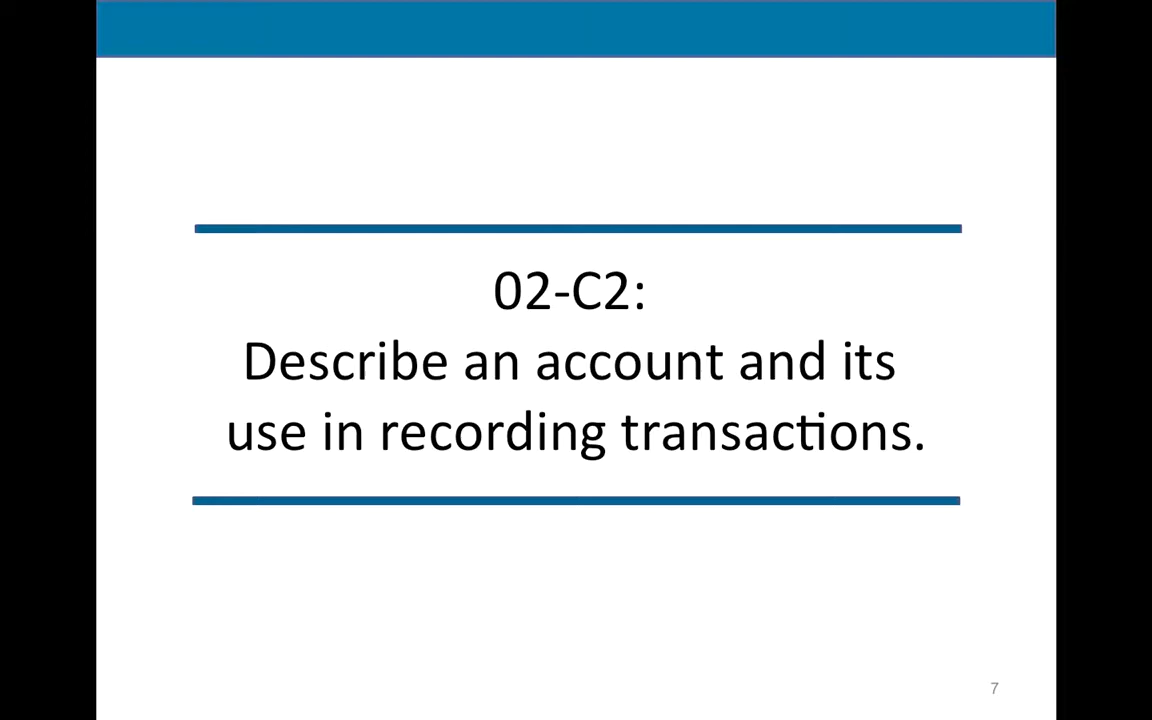 02-C2:
Describe an account and its
use in recording transactions.
7